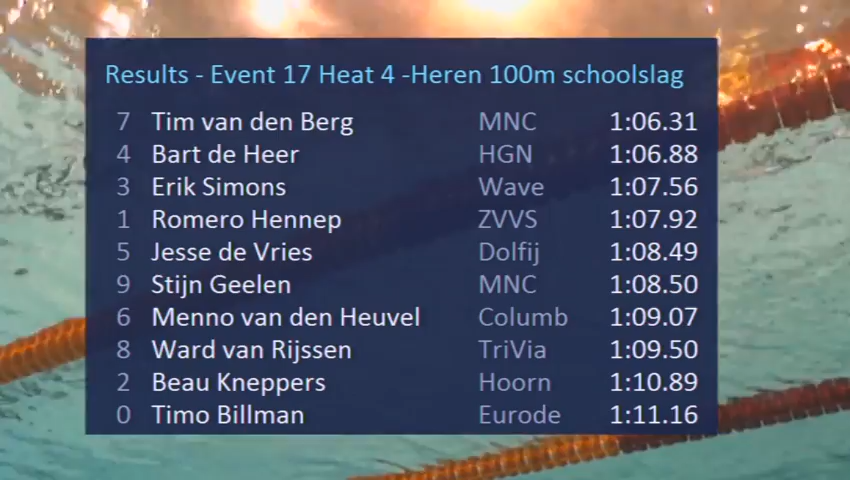 Results - Event 17 Heat 4 -Heren 100m schoolslag
7 Tim van den Berg MNC 1:06.31
4 Bart de Heer HGN 1:06.88
3 Erik Simons Wave 1:07.56
1 Romero Hennep ZVVS 1:07.92
5 Jesse de Vries Dolfij 1:08.49
9 Stijn Geelen MNC 1:08.50
6 Menno van den Heuvel Columb 1:09.07
8 Ward van Rijssen TriVia 1:09.50
2 Beau Kneppers Hoorn 1:10.89
0 Timo Billman Eurode 1:11.16